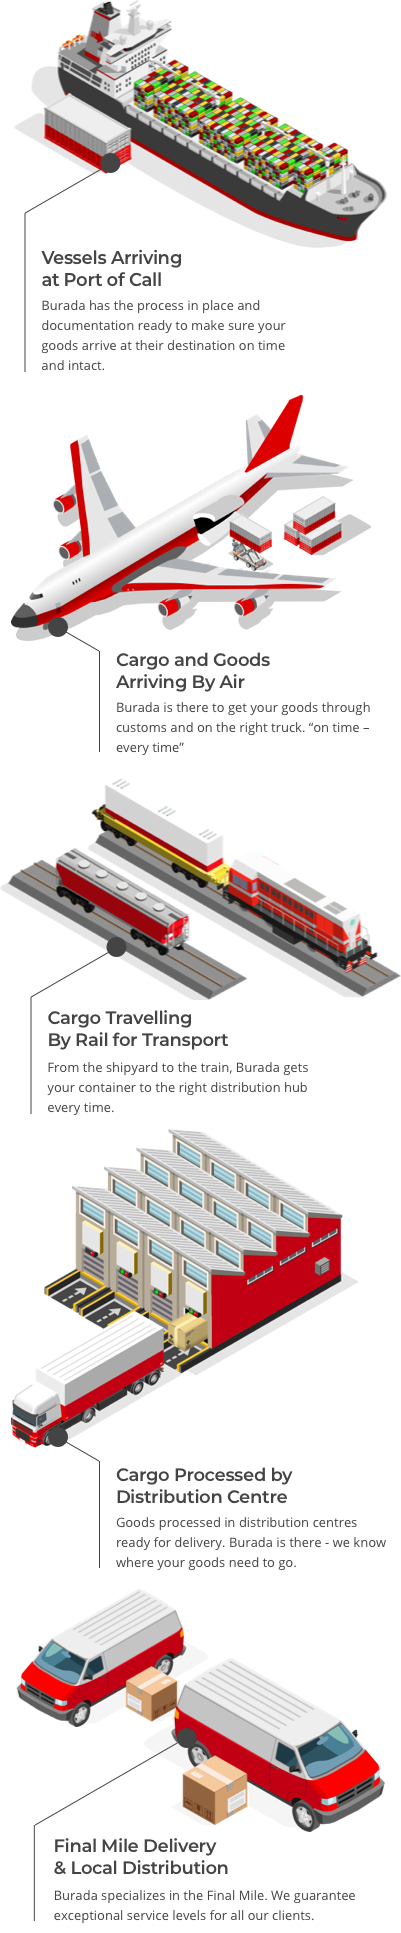 Vessels Arriving
at Port of Call
Burada has the process in place and
documentation ready to make sure your
goods arrive at their destination on time
and intact.
Cargo and Goods
Arriving By Air
Burada is there to get your goods through
customs and on the right truck. “on time –
every time”
Cargo Travelling
By Rail for Transport
From the shipyard to the train, Burada gets
your container to the right distribution hub
every time.
Cargo Processed by
Distribution Centre
Goods processed in distribution centres
ready for delivery. Burada is there - we know
where your goods need to go.
Final Mile Delivery
& Local Distribution
Burada specializes in the Final Mile. We guarantee
exceptional service levels for all our clients.